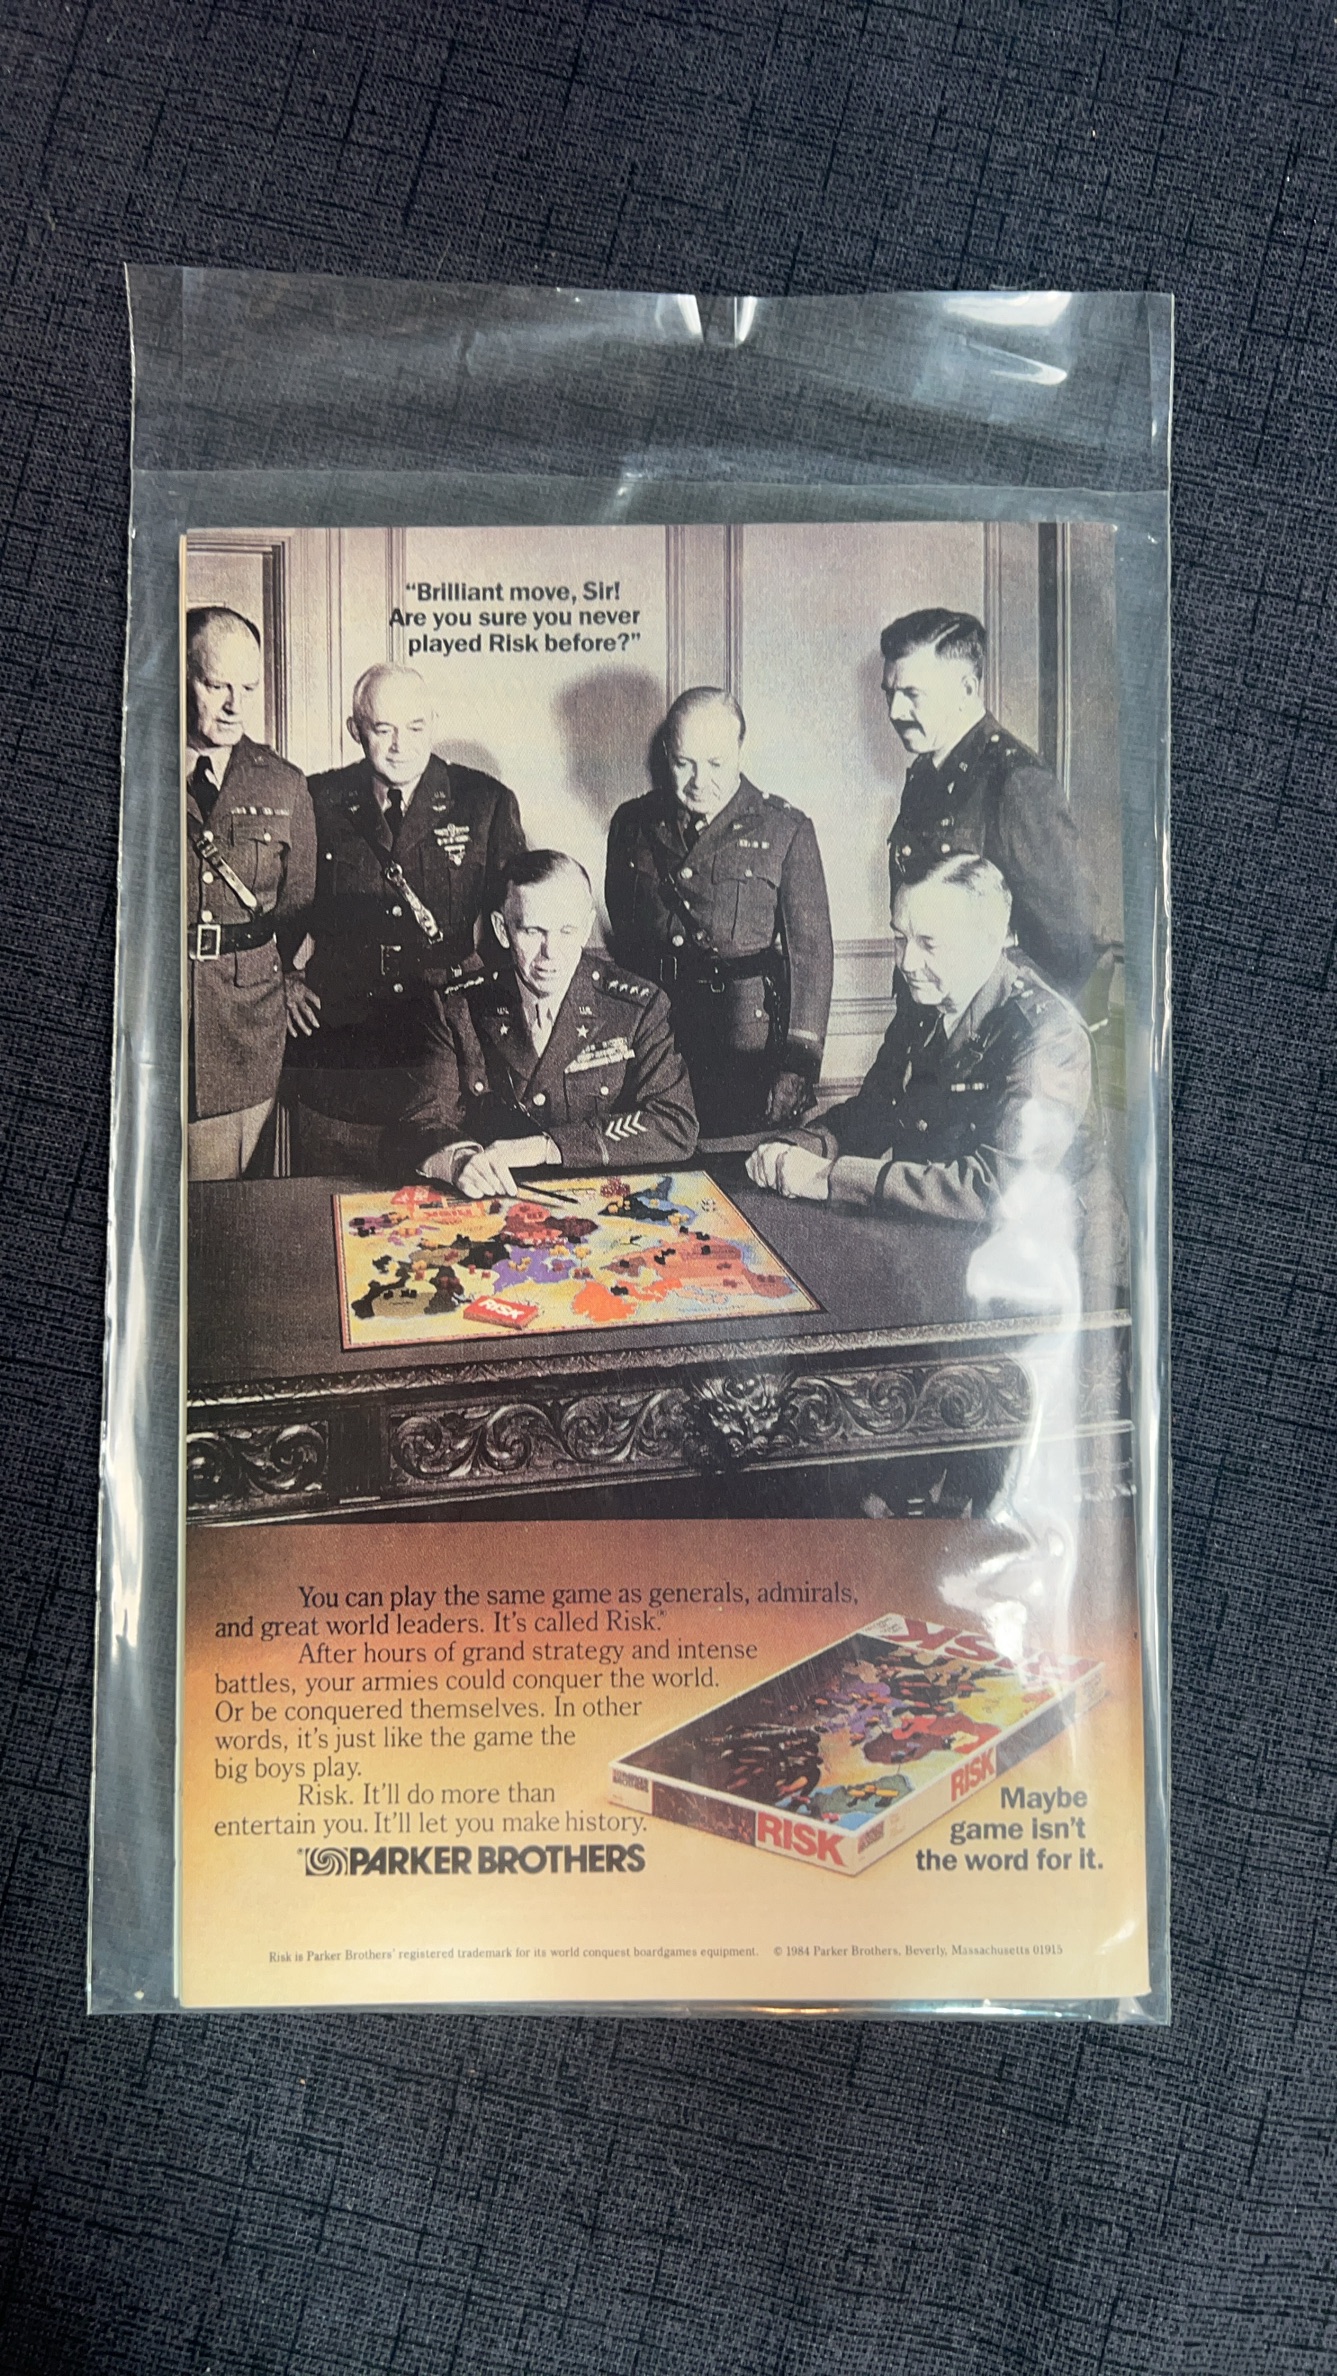 “Brilliant move, Sir!
Are you sure you never
played Risk before?”
RISK
RISK
You can play the same game as generals, admirals,
and great world leaders. It's called Risk.®
After hours of grand strategy and intense
battles, your armies could conquer the world.
Or be conquered themselves. In other
words, it's just like the game the
big boys play.
Risk. It'll do more than
entertain you. It'll let you make history.
PARKER BROTHERS
RISK
RISK
RISK
Maybe
game isn't
the word for it.
Risk is Parker Brothers' registered trademark for its world conquest boardgames equipment. © 1984 Parker Brothers, Beverly, Massachusetts 01915